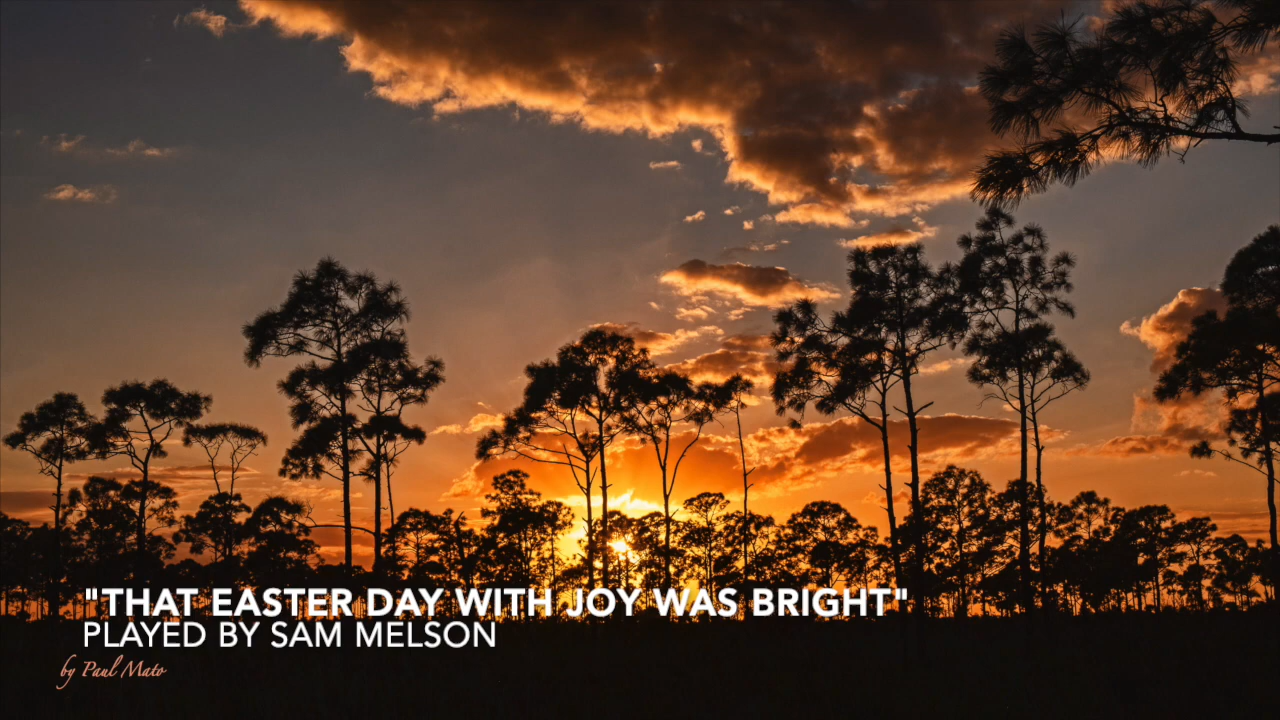 "THAT EASTER DAY WITH JOY WAS BRIGHT"
PLAYED BY SAM MELSON
by Paul Mato